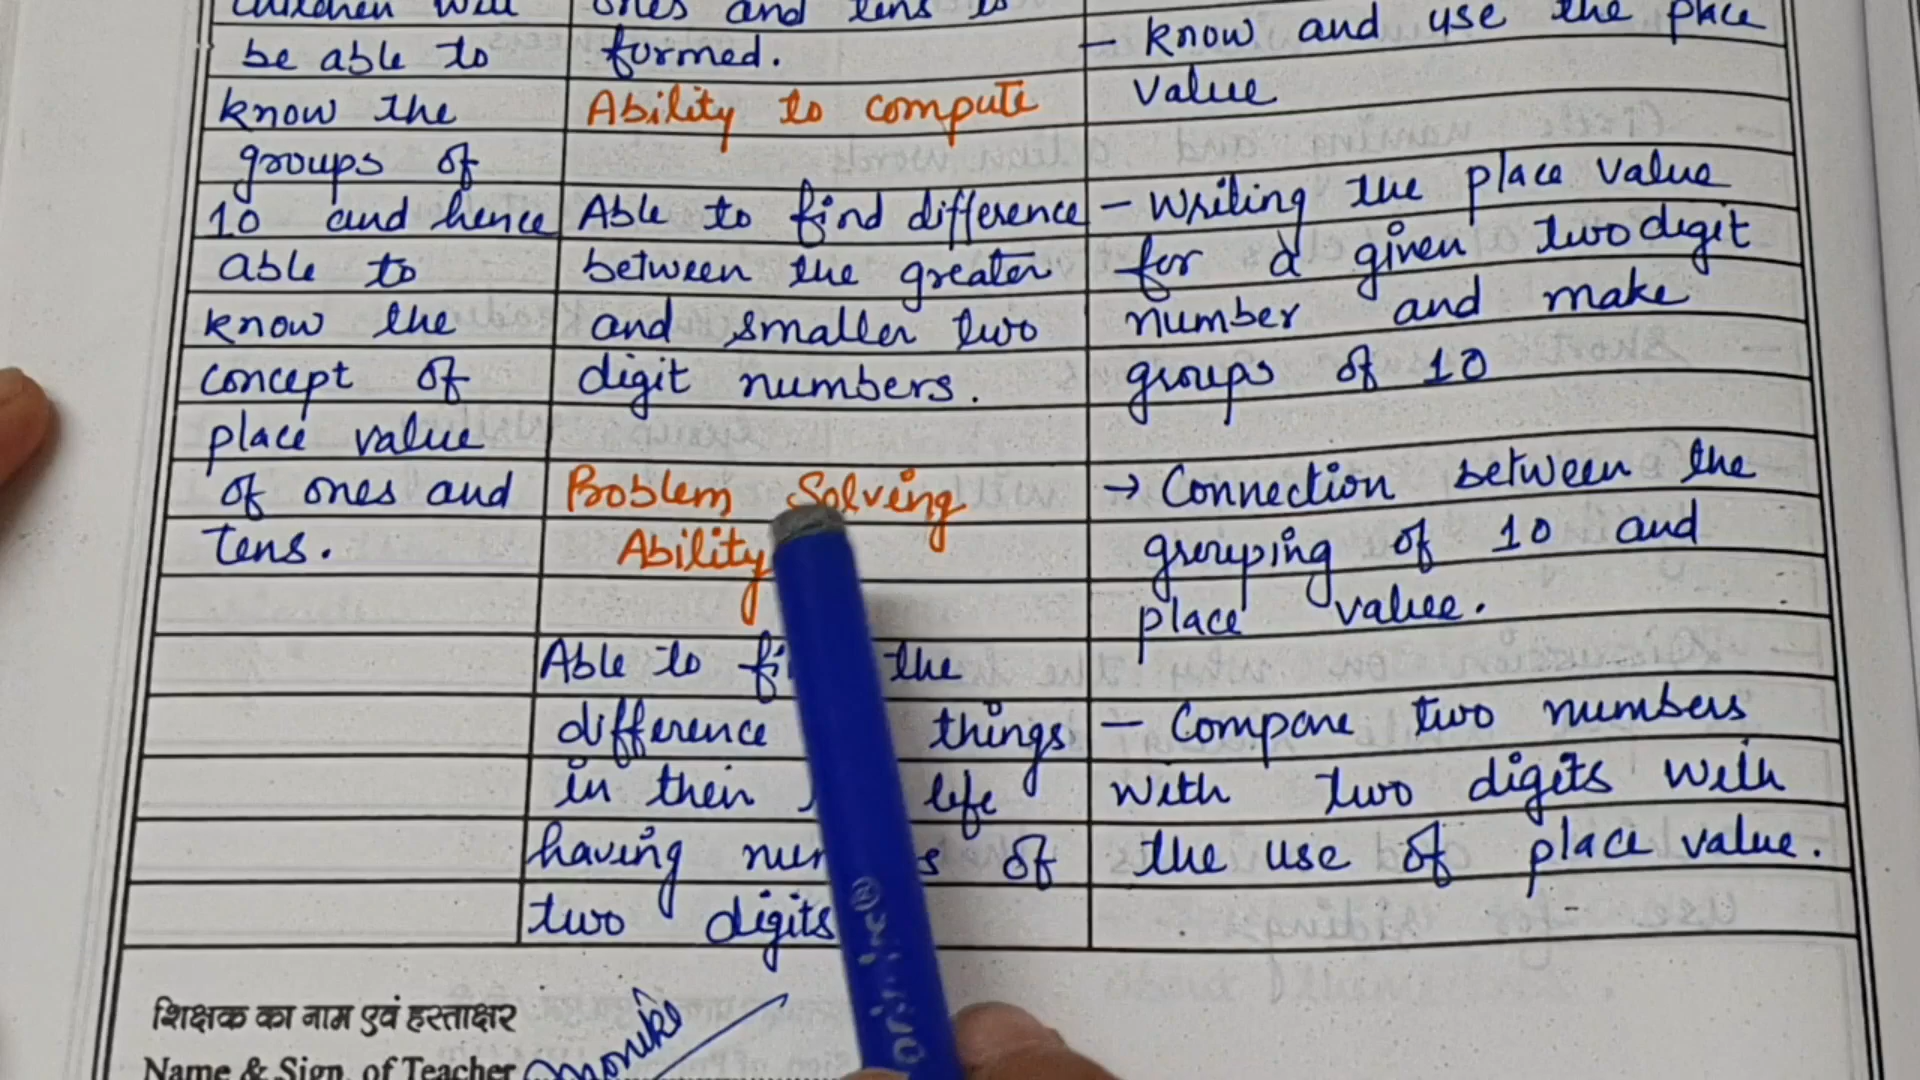 be able to
know the
groups of
10 and hence
able to
know the
concept of
place value
of ones and
tens.
ones and tens is
formed.
Ability to compute
Able to find difference
between the greater
and smaller two
digit numbers.
Problem Solving
Ability
Able to the
difference things
in their life
having of
two digits
- know and use the place
value
- Writing the place value
for a given two digit
number and make
groups of 10
→ Connection between the
grouping of 10 and
place value.
- Compare two numbers
with two digits with
the use of place value.
शिक्षक का नाम एवं हस्ताक्षर
Name & Sign. of Teacher